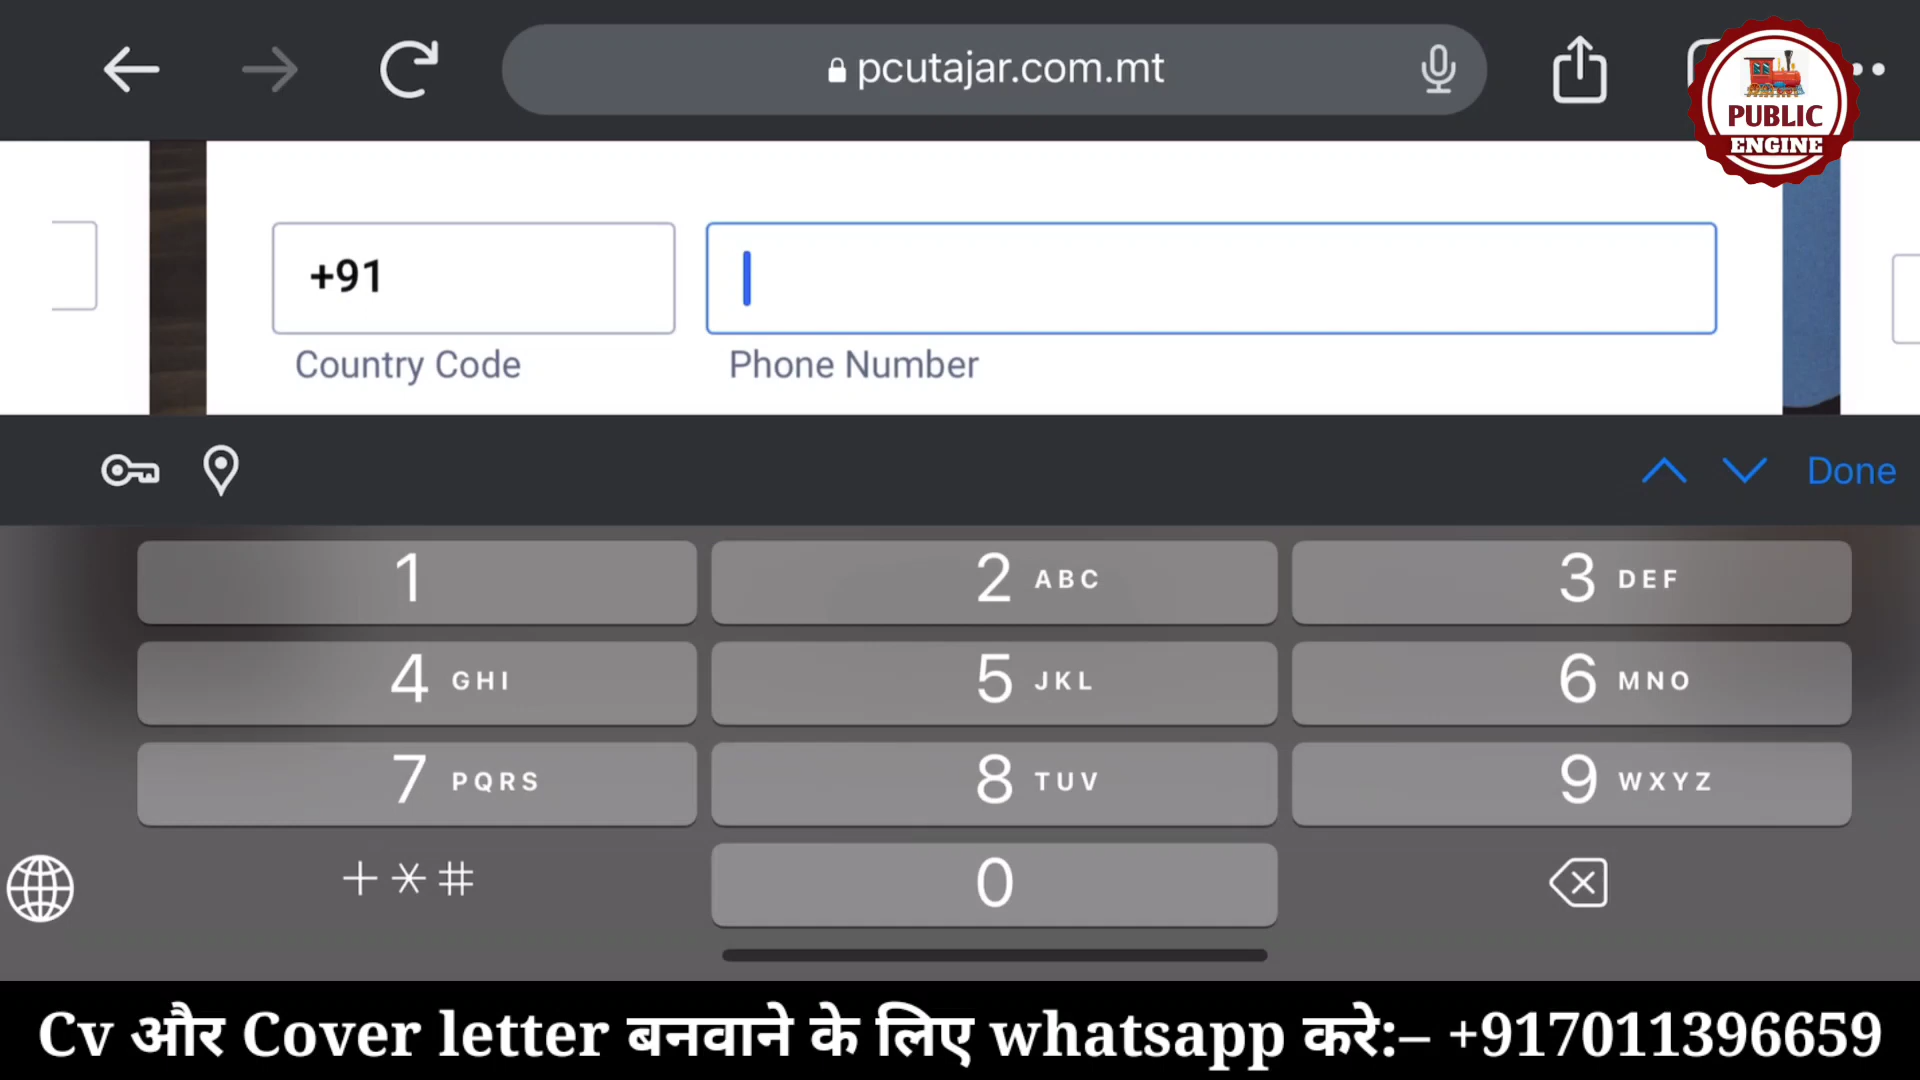 pcutajar.com.mt
PUBLIC
ENGINE
+91
Country Code
Phone Number
Done
1
2 ABC
3 DEF
4 GHI
5 JKL
6 MNO
7 PQRS
8 TUV
9 WXYZ
+*#
0
Cv और Cover letter बनवाने के लिए whatsapp करे:– +917011396659